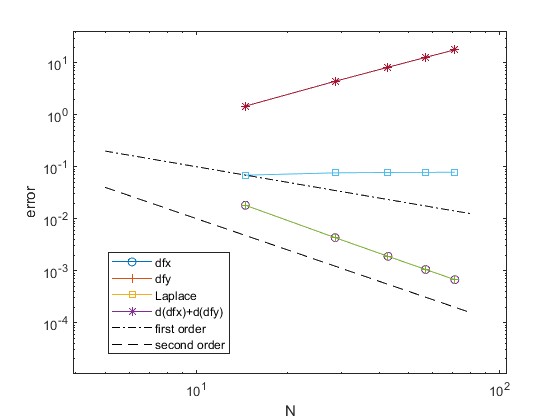 10^1
10^0
10^-1
10^-2
10^-3
10^-4
error
dfx
dfy
Laplace
d(dfx)+d(dfy)
first order
second order
10^1
10^2
N